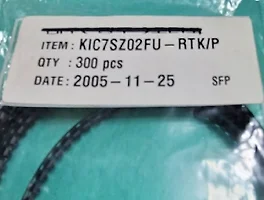 ITEM : KIC7SZ02FU-RTK/P
QTY : 300 pcs
DATE: 2005-11-25 SFP